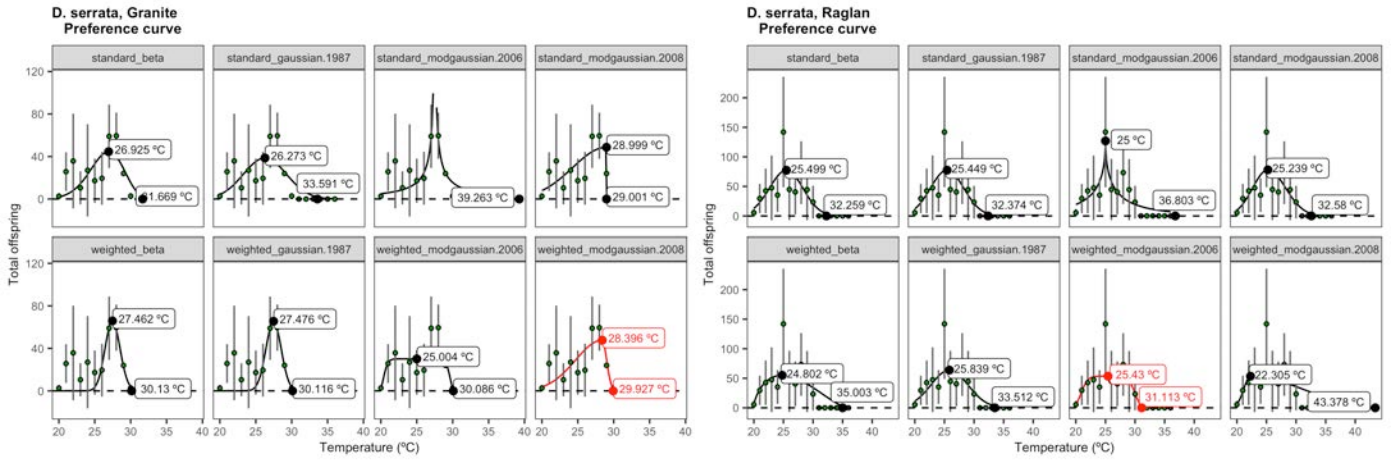 D. serrata, Granite
Preference curve
standard_beta
standard_gaussian.1987
standard_modgaussian.2006
standard_modgaussian.2008
120
80
40
0
26.925 ºC
31.669 ºC
26.273 ºC
33.591 ºC
39.263 ºC
28.999 ºC
29.001 ºC
Total offspring
weighted_beta
weighted_gaussian.1987
weighted_modgaussian.2006
weighted_modgaussian.2008
120
80
40
0
27.462 ºC
30.13 ºC
27.476 ºC
30.116 ºC
25.004 ºC
30.086 ºC
28.396 ºC
29.927 ºC
20 25 30 35 40 20 25 30 35 40 20 25 30 35 40 20 25 30 35 40
Temperature (ºC)
D. serrata, Raglan
Preference curve
standard_beta
standard_gaussian.1987
standard_modgaussian.2006
standard_modgaussian.2008
200
150
100
50
0
25.499 ºC
32.259 ºC
25.449 ºC
32.374 ºC
25 ºC
36.803 ºC
25.239 ºC
32.58 ºC
Total offspring
weighted_beta
weighted_gaussian.1987
weighted_modgaussian.2006
weighted_modgaussian.2008
200
150
100
50
0
24.802 ºC
35.003 ºC
25.839 ºC
33.512 ºC
25.43 ºC
31.113 ºC
22.305 ºC
43.378 ºC
20 25 30 35 40 20 25 30 35 40 20 25 30 35 40 20 25 30 35 40
Temperature (ºC)